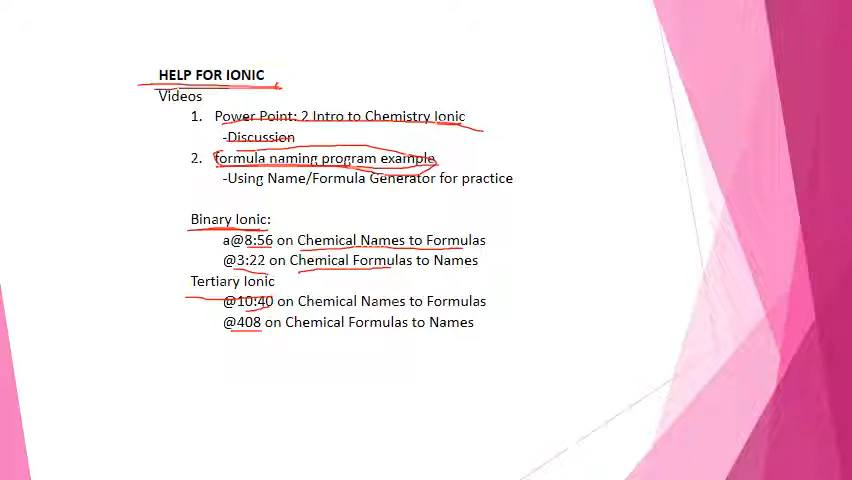 HELP FOR IONIC
Videos
1. Power Point: 2 Intro to Chemistry Ionic
-Discussion
2. formula naming program example
-Using Name/Formula Generator for practice
Binary Ionic:
a@8:56 on Chemical Names to Formulas
@3:22 on Chemical Formulas to Names
Tertiary Ionic
@10:40 on Chemical Names to Formulas
@408 on Chemical Formulas to Names